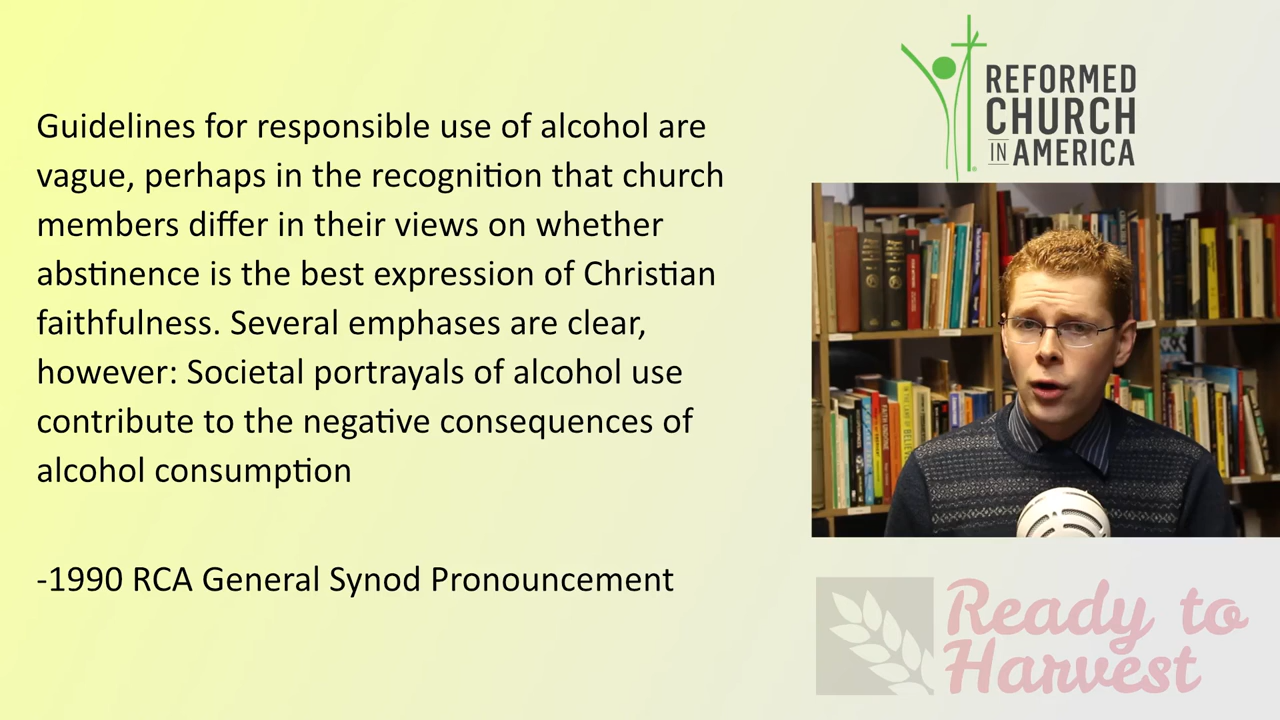 Guidelines for responsible use of alcohol are
vague, perhaps in the recognition that church
members differ in their views on whether
abstinence is the best expression of Christian
faithfulness. Several emphases are clear,
however: Societal portrayals of alcohol use
contribute to the negative consequences of
alcohol consumption
-1990 RCA General Synod Pronouncement
REFORMED
CHURCH
IN AMERICA
Ready to
Harvest